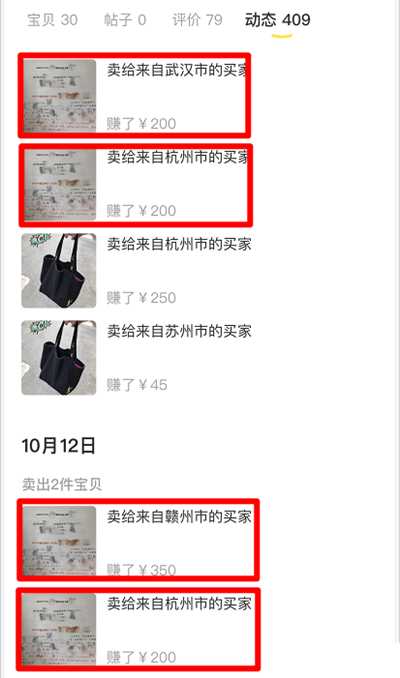 宝贝 30 帖子 0 评价 79 动态 409
卖给来自武汉市的买家
赚了￥200
卖给来自杭州市的买家
赚了￥200
卖给来自杭州市的买家
赚了￥250
卖给来自苏州市的买家
赚了￥45
10月12日
卖出2件宝贝
卖给来自赣州市的买家
赚了￥350
卖给来自杭州市的买家
赚了￥200